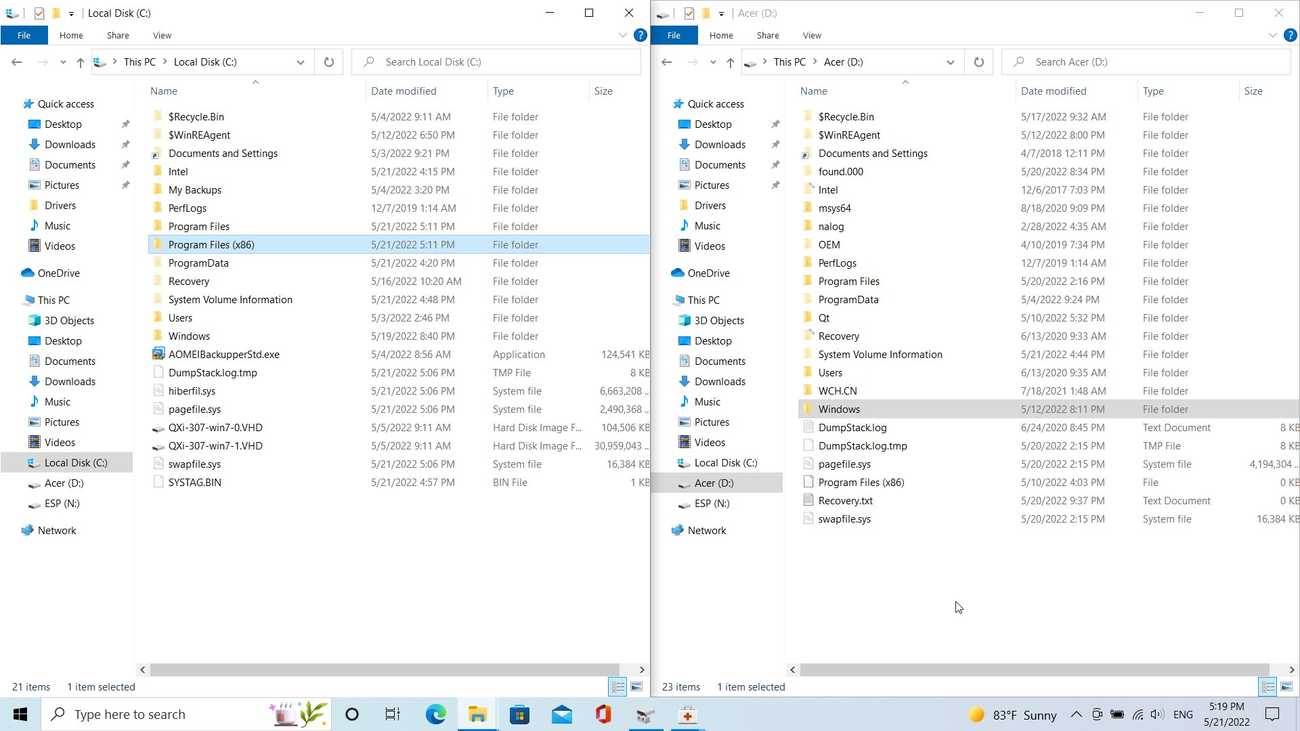 Local Disk (C:)
File Home Share View
This PC Local Disk (C:) Search Local Disk (C:)
Name Date modified Type Size
Quick access
Desktop
Downloads
Documents
Pictures
Drivers
Music
Videos
OneDrive
This PC
3D Objects
Desktop
Documents
Downloads
Music
Pictures
Videos
Local Disk (C:)
Acer (D:)
ESP (N:)
Network
$Recycle.Bin 5/4/2022 9:11 AM File folder
$WinREAgent 5/12/2022 6:50 PM File folder
Documents and Settings 5/3/2022 9:21 PM File folder
Intel 5/21/2022 4:15 PM File folder
My Backups 5/4/2022 3:20 PM File folder
PerfLogs 12/7/2019 1:14 AM File folder
Program Files 5/21/2022 5:11 PM File folder
Program Files (x86) 5/21/2022 5:11 PM File folder
ProgramData 5/21/2022 4:20 PM File folder
Recovery 5/16/2022 10:20 AM File folder
System Volume Information 5/21/2022 4:48 PM File folder
Users 5/3/2022 2:46 PM File folder
Windows 5/19/2022 8:40 PM File folder
AOMEIBackupperStd.exe 5/4/2022 8:56 AM Application 124,541 KB
DumpStack.log.tmp 5/21/2022 5:06 PM TMP File 8 KB
hiberfil.sys 5/21/2022 5:06 PM System file 6,663,208 ...
pagefile.sys 5/21/2022 5:06 PM System file 2,490,368 ...
QXi-307-win7-0.VHD 5/5/2022 9:11 AM Hard Disk Image F... 104,506 KB
QXi-307-win7-1.VHD 5/5/2022 9:11 AM Hard Disk Image F... 30,959,043 ...
swapfile.sys 5/21/2022 5:06 PM System file 16,384 KB
SYSTAG.BIN 5/21/2022 4:57 PM BIN File 1 KB
21 items 1 item selected
Acer (D:)
File Home Share View
This PC Acer (D:) Search Acer (D:)
Name Date modified Type Size
Quick access
Desktop
Downloads
Documents
Pictures
Drivers
Music
Videos
OneDrive
This PC
3D Objects
Desktop
Documents
Downloads
Music
Pictures
Videos
Local Disk (C:)
Acer (D:)
ESP (N:)
Network
$Recycle.Bin 5/17/2022 9:32 AM File folder
$WinREAgent 5/12/2022 8:00 PM File folder
Documents and Settings 4/7/2018 12:11 PM File folder
found.000 5/20/2022 8:34 PM File folder
Intel 12/6/2017 7:03 PM File folder
msys64 8/18/2020 9:09 PM File folder
nalog 2/28/2022 4:35 AM File folder
OEM 4/10/2019 7:34 PM File folder
PerfLogs 12/7/2019 1:14 AM File folder
Program Files 5/20/2022 2:16 PM File folder
ProgramData 5/4/2022 9:24 PM File folder
Qt 5/10/2022 5:32 PM File folder
Recovery 6/13/2020 9:33 AM File folder
System Volume Information 5/21/2022 4:44 PM File folder
Users 6/13/2020 9:35 AM File folder
WCH.CN 7/18/2021 1:48 AM File folder
Windows 5/12/2022 8:11 PM File folder
DumpStack.log 6/24/2020 8:45 PM Text Document 8 KB
DumpStack.log.tmp 5/20/2022 2:15 PM TMP File 8 KB
pagefile.sys 5/20/2022 2:15 PM System file 4,194,304 ...
Program Files (x86) 5/10/2022 4:03 PM File 0 KB
Recovery.txt 5/20/2022 9:37 PM Text Document 0 KB
swapfile.sys 5/20/2022 2:15 PM System file 16,384 KB
23 items 1 item selected
Type here to search 83°F Sunny ENG 5:19 PM
5/21/2022